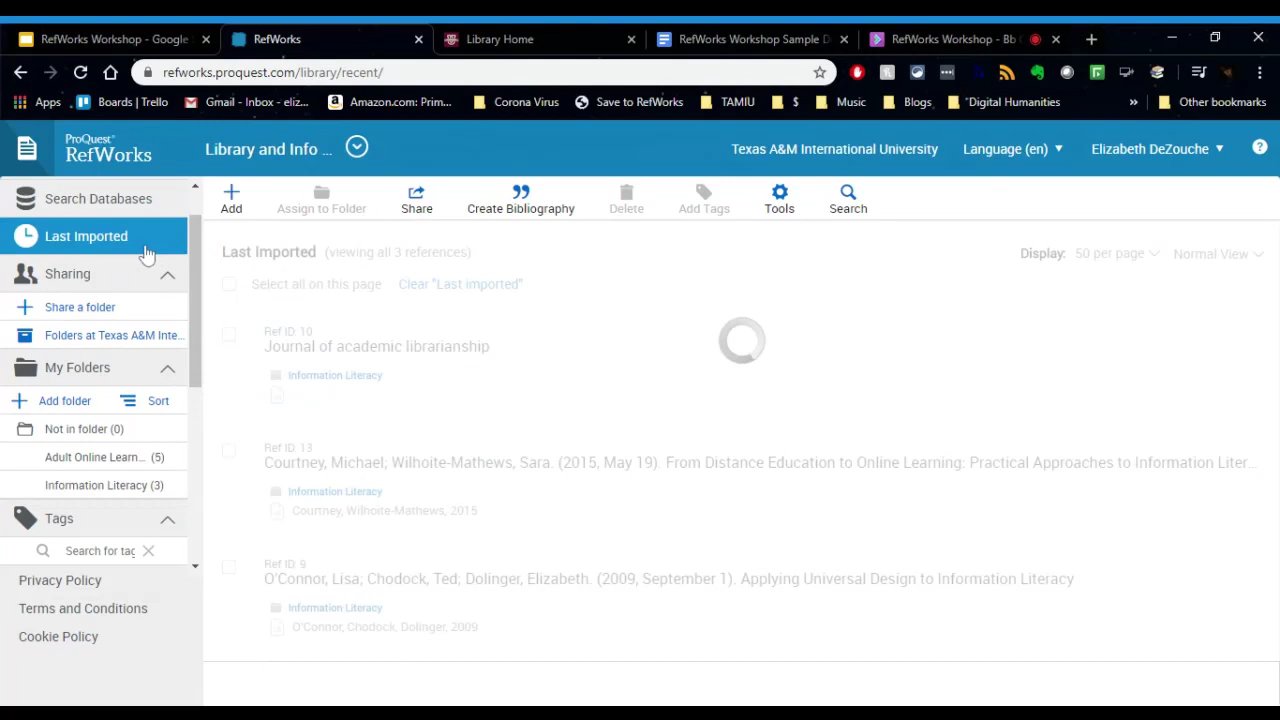 RefWorks Workshop - Google
RefWorks
Library Home
RefWorks Workshop Sample D
RefWorks Workshop - Bb
refworks.proquest.com/library/recent/
Apps
Boards | Trello
Gmail - Inbox - eliz...
Amazon.com: Prim...
Corona Virus
Save to RefWorks
TAMIU
$
Music
Blogs
"Digital Humanities
»
Other bookmarks
ProQuest®
RefWorks
Library and Info ...
Texas A&M International University
Language (en)
Elizabeth DeZouche
Search Databases
Last Imported
Sharing
Share a folder
Folders at Texas A&M Inte...
My Folders
Add folder
Sort
Not in folder (0)
Adult Online Learn... (5)
Information Literacy (3)
Tags
Search for tag
Privacy Policy
Terms and Conditions
Cookie Policy
Add
Assign to Folder
Share
Create Bibliography
Delete
Add Tags
Tools
Search
Last Imported (viewing all 3 references)
Display: 50 per page Normal View
Select all on this page Clear "Last imported"
Ref ID: 10
Journal of academic librarianship
Information Literacy
Ref ID: 13
Courtney, Michael; Wilhoite-Mathews, Sara. (2015, May 19). From Distance Education to Online Learning: Practical Approaches to Information Liter...
Information Literacy
Courtney, Wilhoite-Mathews, 2015
Ref ID: 9
O'Connor, Lisa; Chodock, Ted; Dolinger, Elizabeth. (2009, September 1). Applying Universal Design to Information Literacy
Information Literacy
O'Connor, Chodock, Dolinger, 2009